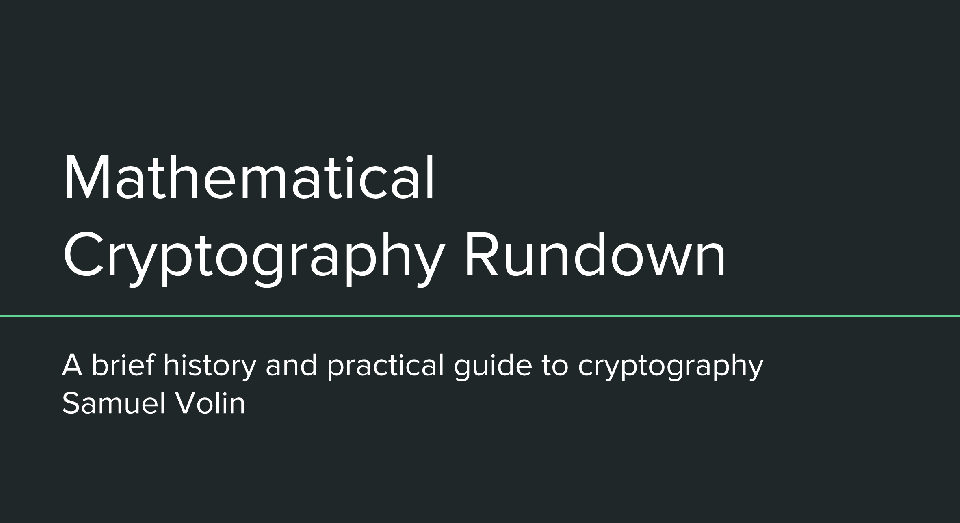 Mathematical
Cryptography Rundown
A brief history and practical guide to cryptography
Samuel Volin